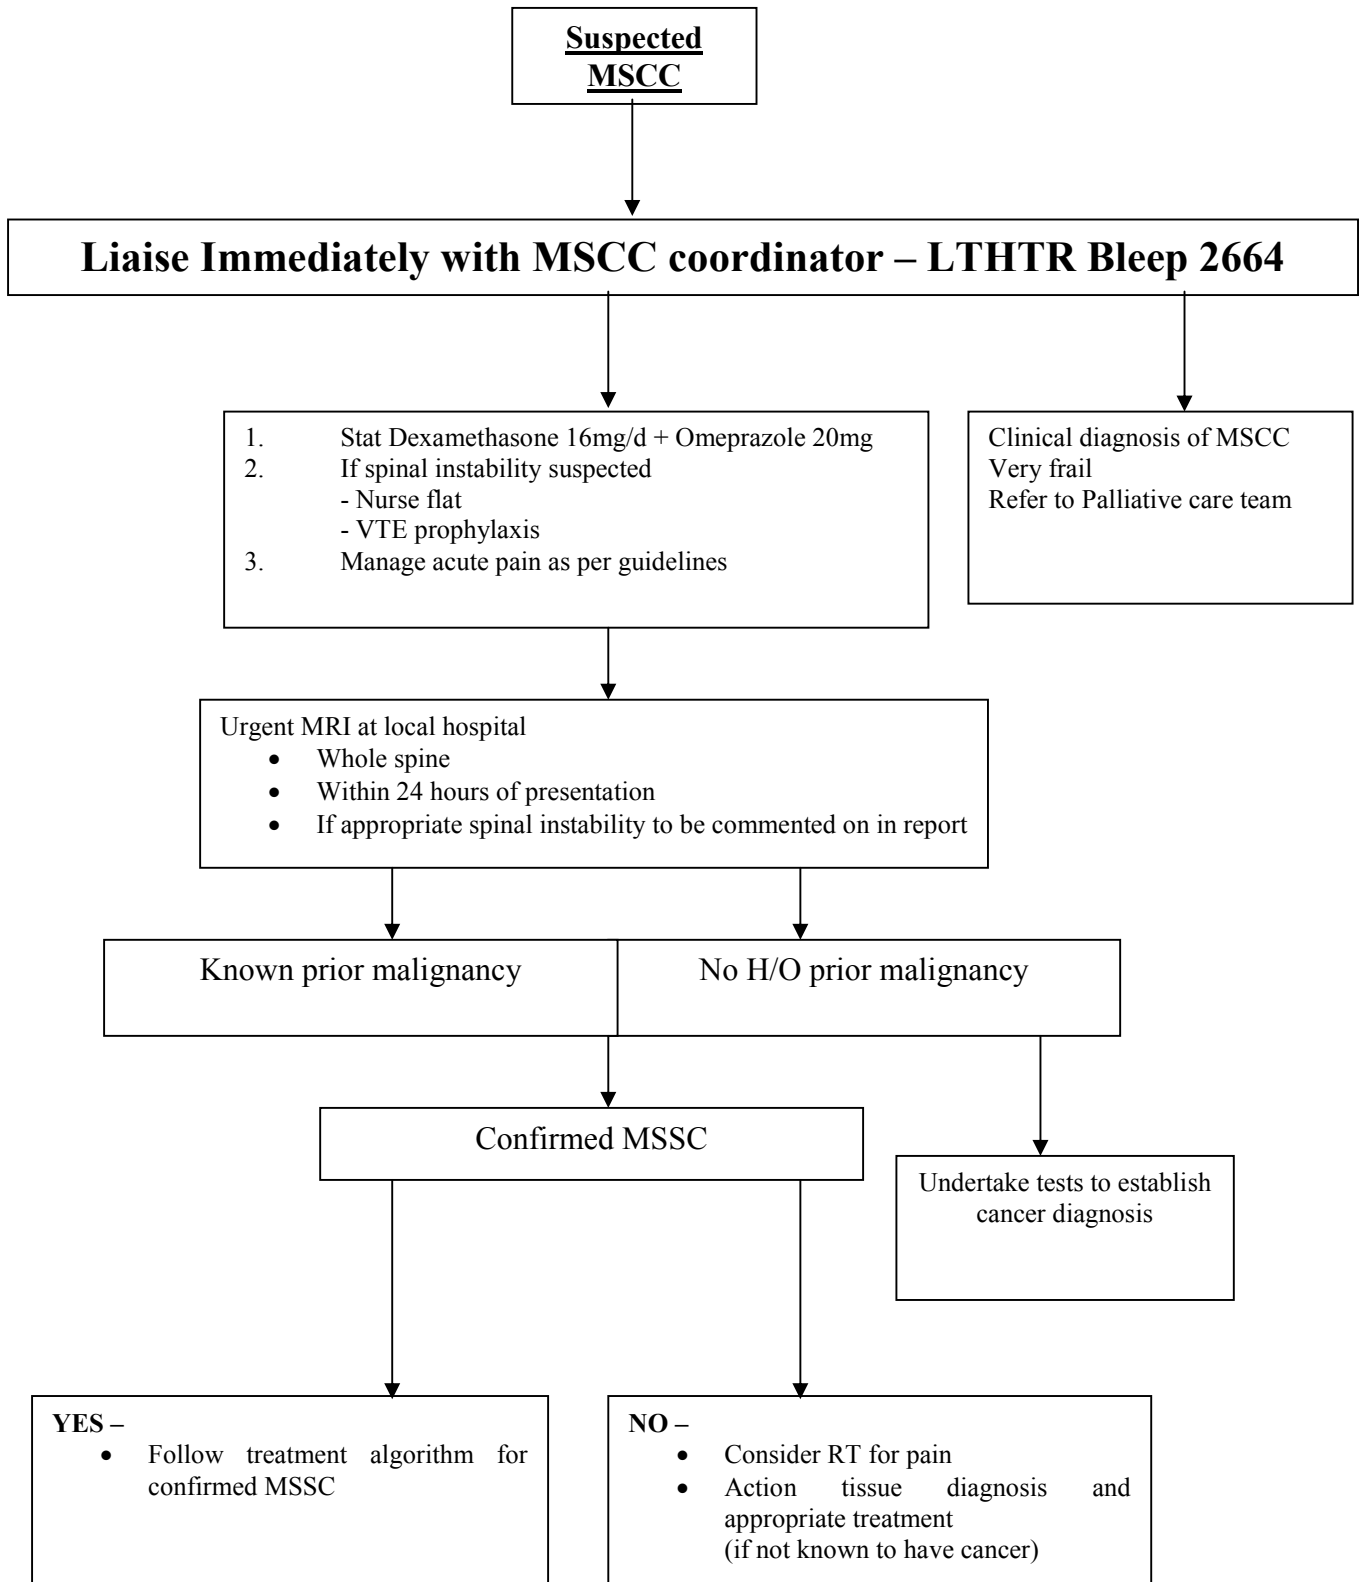 Suspected
MSCC
Liaise Immediately with MSCC coordinator – LTHTR Bleep 2664
1. Stat Dexamethasone 16mg/d + Omeprazole 20mg
2. If spinal instability suspected
- Nurse flat
- VTE prophylaxis
3. Manage acute pain as per guidelines
Clinical diagnosis of MSCC
Very frail
Refer to Palliative care team
Urgent MRI at local hospital
• Whole spine
• Within 24 hours of presentation
• If appropriate spinal instability to be commented on in report
Known prior malignancy
No H/O prior malignancy
Confirmed MSSC
Undertake tests to establish
cancer diagnosis
YES –
• Follow treatment algorithm for
confirmed MSSC
NO –
• Consider RT for pain
• Action tissue diagnosis and
appropriate treatment
(if not known to have cancer)